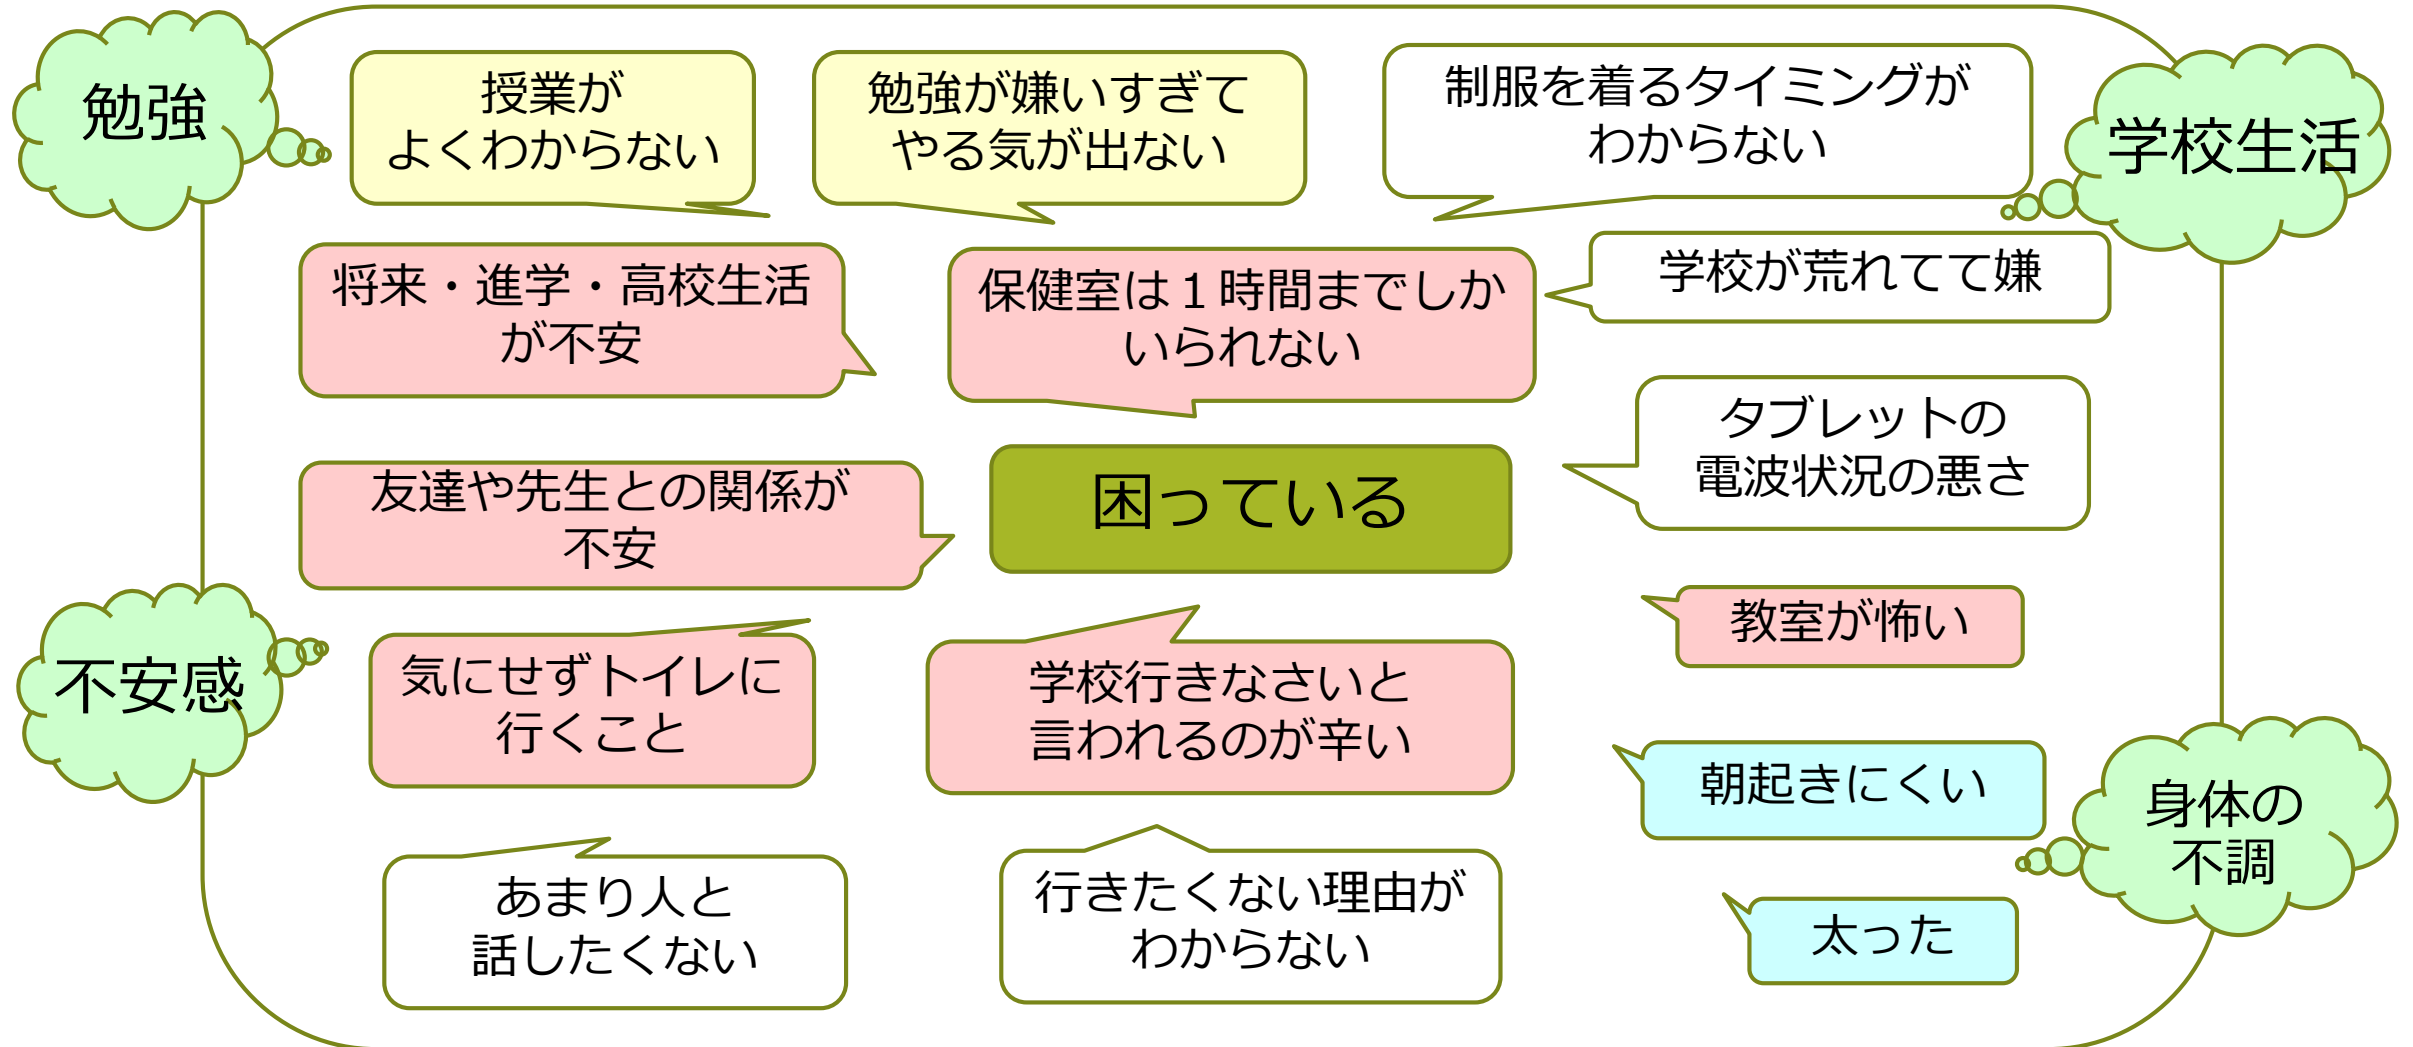 勉強
授業が
よくわからない
勉強が嫌いすぎて
やる気が出ない
制服を着るタイミングが
わからない
学校生活
将来・進学・高校生活
が不安
保健室は１時間までしか
いられない
学校が荒れてて嫌
タブレットの
電波状況の悪さ
友達や先生との関係が
不安
困っている
教室が怖い
不安感
気にせずトイレに
行くこと
学校行きなさいと
言われるのが辛い
朝起きにくい
身体の
不調
あまり人と
話したくない
行きたくない理由が
わからない
太った